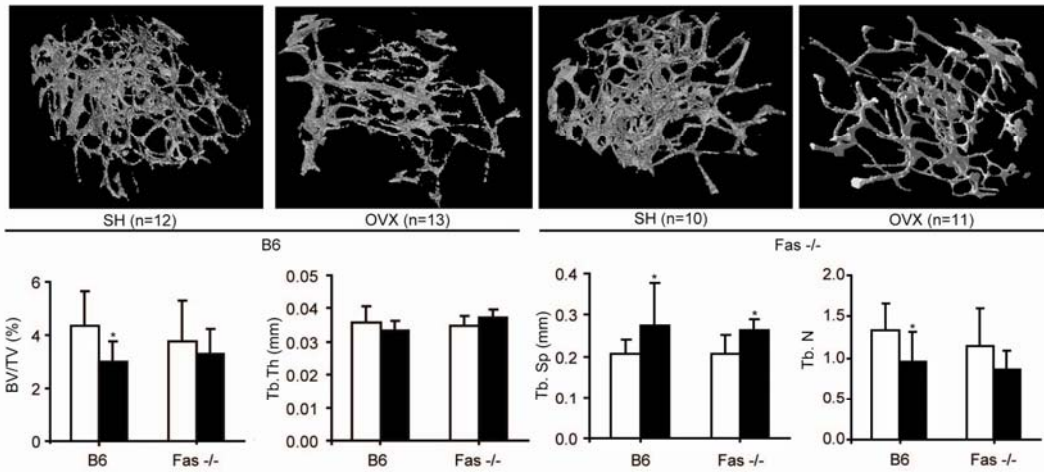 SH (n=12) OVX (n=13) SH (n=10) OVX (n=11)
B6 Fas -/-
BV/TV (%)
6
4
2
0
*
B6 Fas -/-
Tb.Th (mm)
0.05
0.04
0.03
0.02
0.01
0.00
B6 Fas -/-
Tb. Sp (mm)
0.4
0.3
0.2
0.1
0.0
* *
B6 Fas -/-
Tb. N
2.0
1.5
1.0
0.5
0.0
*
B6 Fas -/-